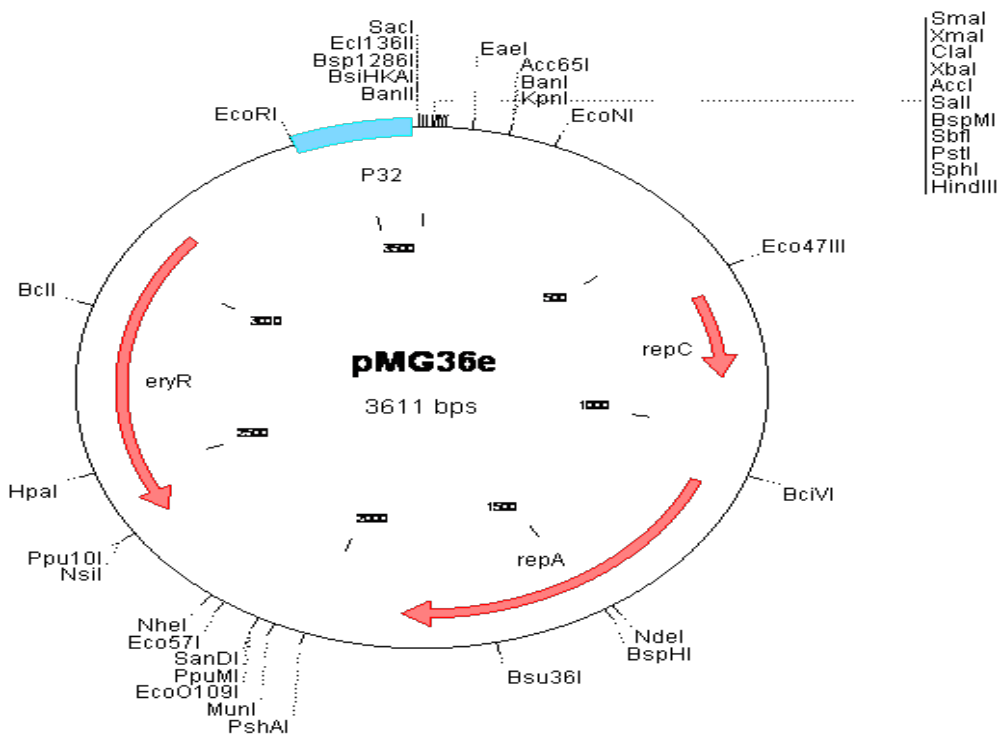 SacI
Ecl136II
Bsp1286I
BsiHKAI
BanII
EcoRI
EaeI
Acc65I
BanI
KpnI
EcoNI
SmaI
XmaI
ClaI
XbaI
AccI
SalI
BspMI
SbfI
PstI
SphI
HindIII
P32
3500
500
Eco47III
BclI
3000
repC
pMG36e
3611 bps
eryR
1000
2500
HpaI
BciVI
1500
2000
repA
Ppu10I
NsiI
NheI
Eco57I
SanDI
PpuMI
EcoO109I
MunI
PshAI
NdeI
BspHI
Bsu36I